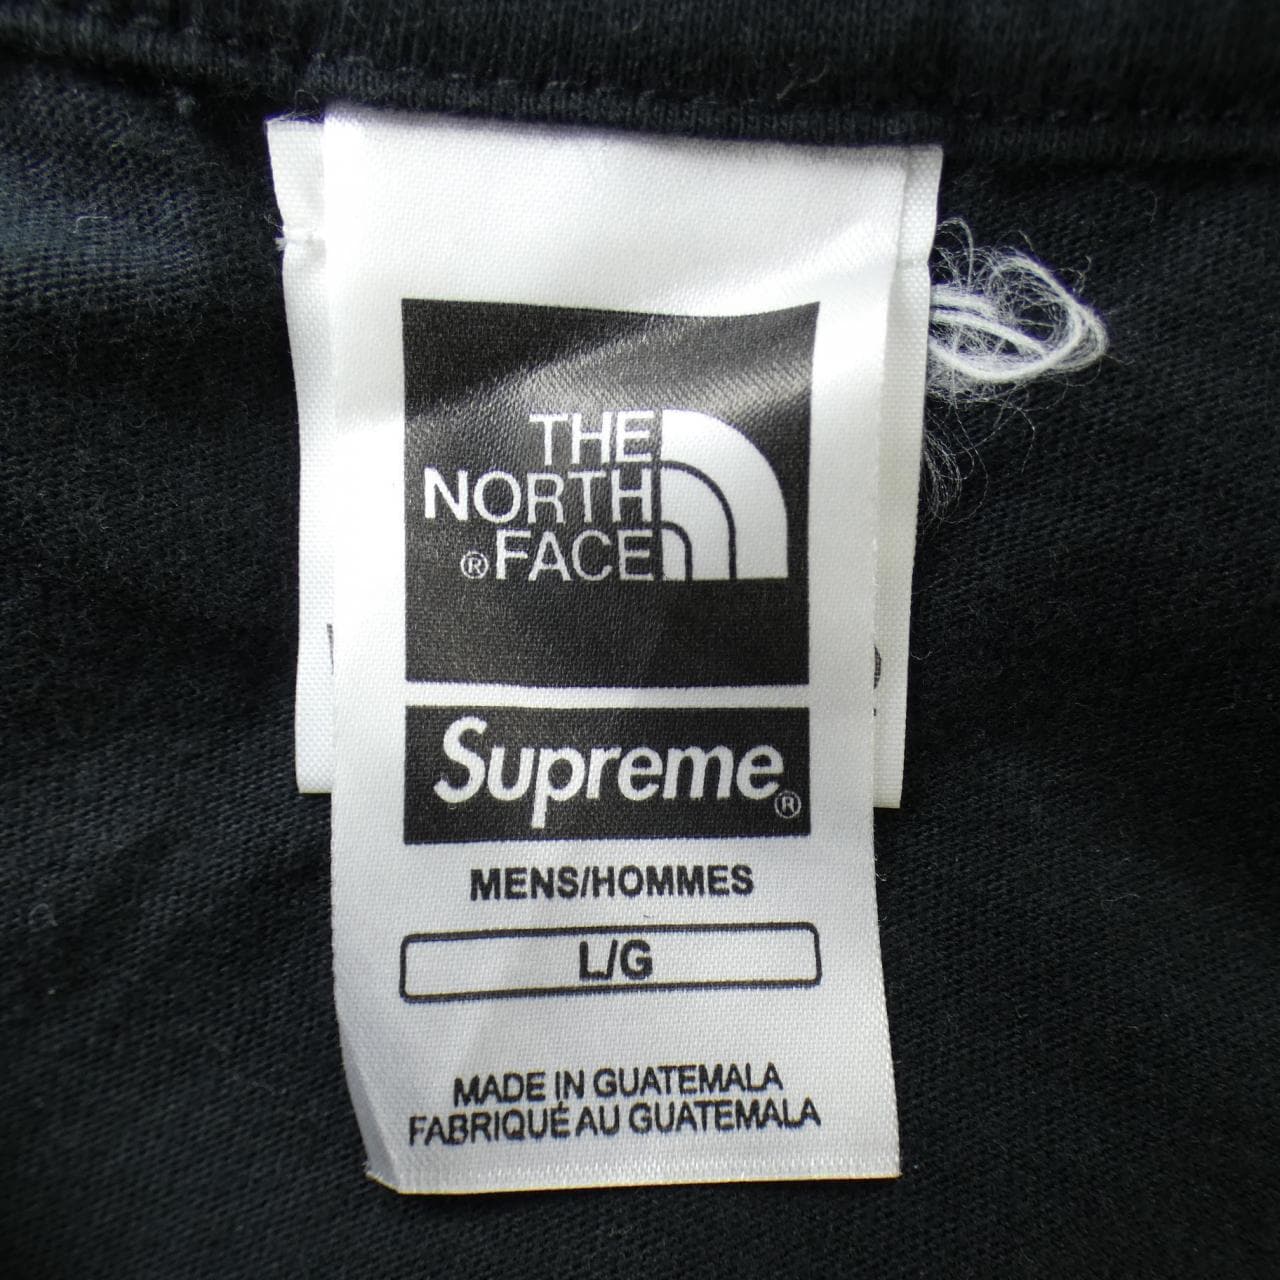 THE
NORTH
®FACE
Supreme®
MENS/HOMMES
L/G
MADE IN GUATEMALA
FABRIQUÉ AU GUATEMALA